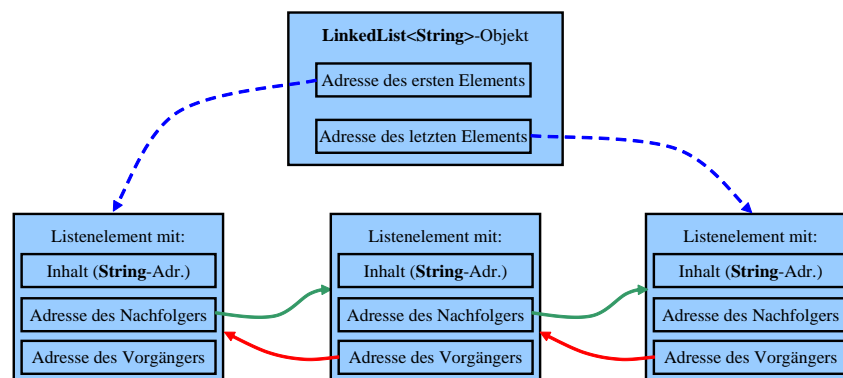 LinkedList<String>-Objekt
Adresse des ersten Elements
Adresse des letzten Elements
Listenelement mit:
Inhalt (String-Adr.)
Adresse des Nachfolgers
Adresse des Vorgängers
Listenelement mit:
Inhalt (String-Adr.)
Adresse des Nachfolgers
Adresse des Vorgängers
Listenelement mit:
Inhalt (String-Adr.)
Adresse des Nachfolgers
Adresse des Vorgängers